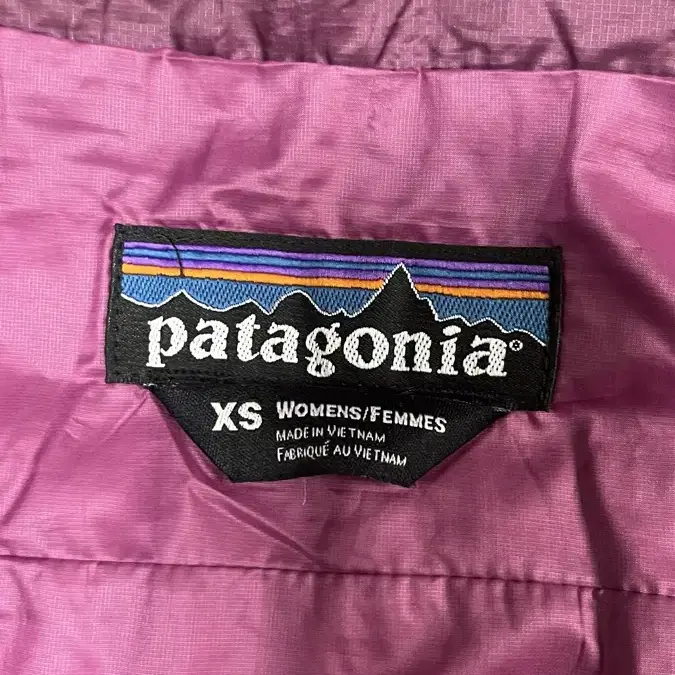 patagonia®
XS WOMENS/FEMMES
MADE IN VIETNAM
FABRIQUÉ AU VIETNAM